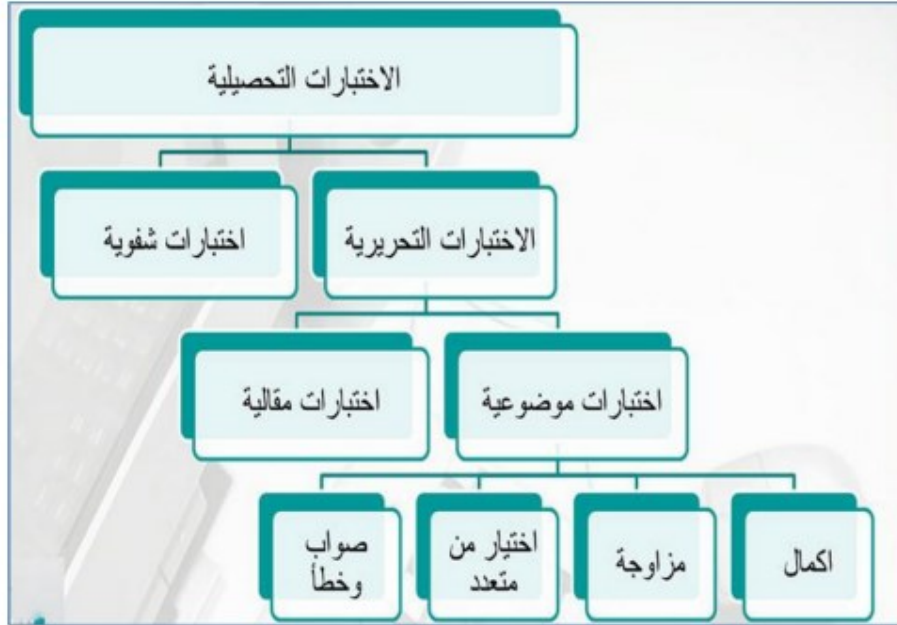 الاختبارات التحصيلية
الاختبارات التحريرية
اختبارات شفوية
اختبارات موضوعية
اختبارات مقالية
اكمال
مزاوجة
اختيار من
متعدد
صواب
وخطأ